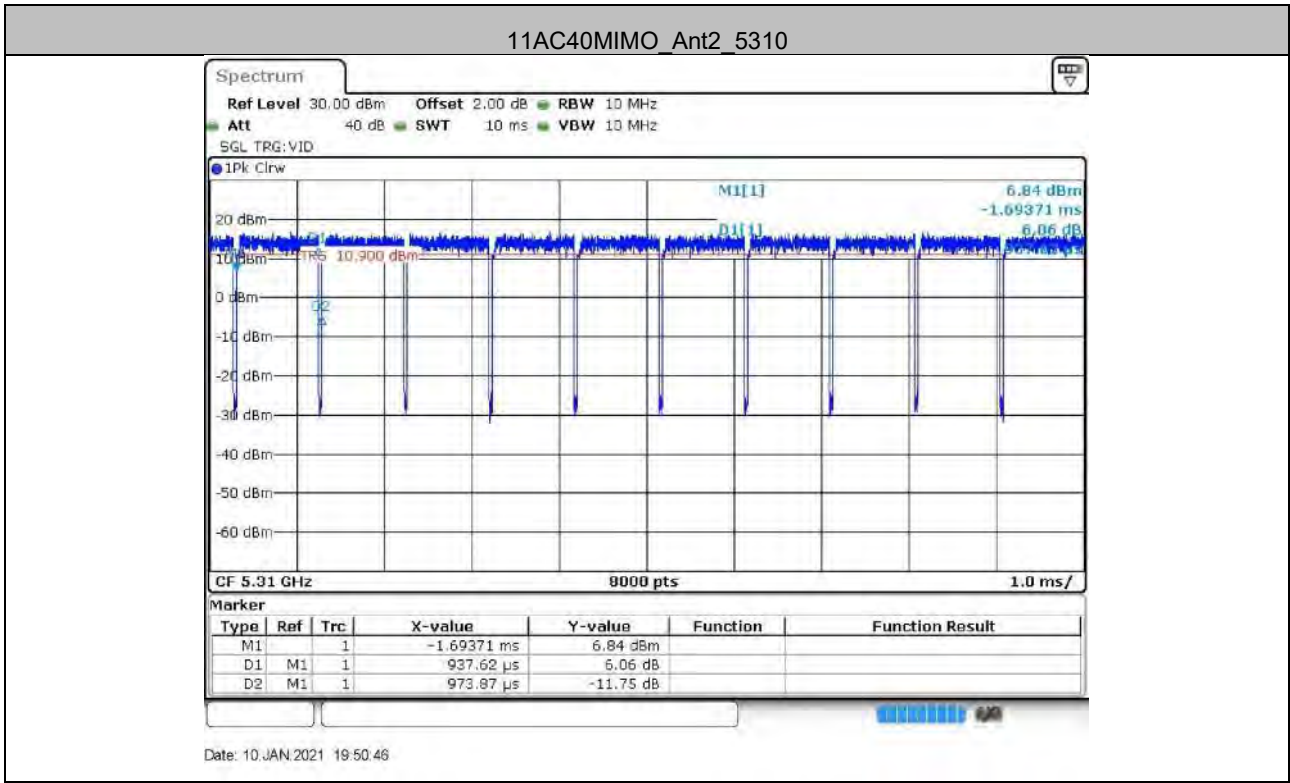 11AC40MIMO_Ant2_5310
Spectrum
Ref Level 30.00 dBm Offset 2.00 dB RBW 10 MHz
Att 40 dB SWT 10 ms VBW 10 MHz
SGL TRG:VID
1Pk Clrw
M1[1] 6.84 dBm
-1.69371 ms
D1[1] 6.06 dB
20 dBm
D1
10 dBm
TRG 10.900 dBm
0 dBm
D2
-10 dBm
-20 dBm
-30 dBm
-40 dBm
-50 dBm
-60 dBm
CF 5.31 GHz 8000 pts 1.0 ms/
Marker
Type Ref Trc X-value Y-value Function Function Result
M1 1 -1.69371 ms 6.84 dBm
D1 M1 1 937.62 µs 6.06 dB
D2 M1 1 973.87 µs -11.75 dB
Date: 10.JAN.2021 19:50:46